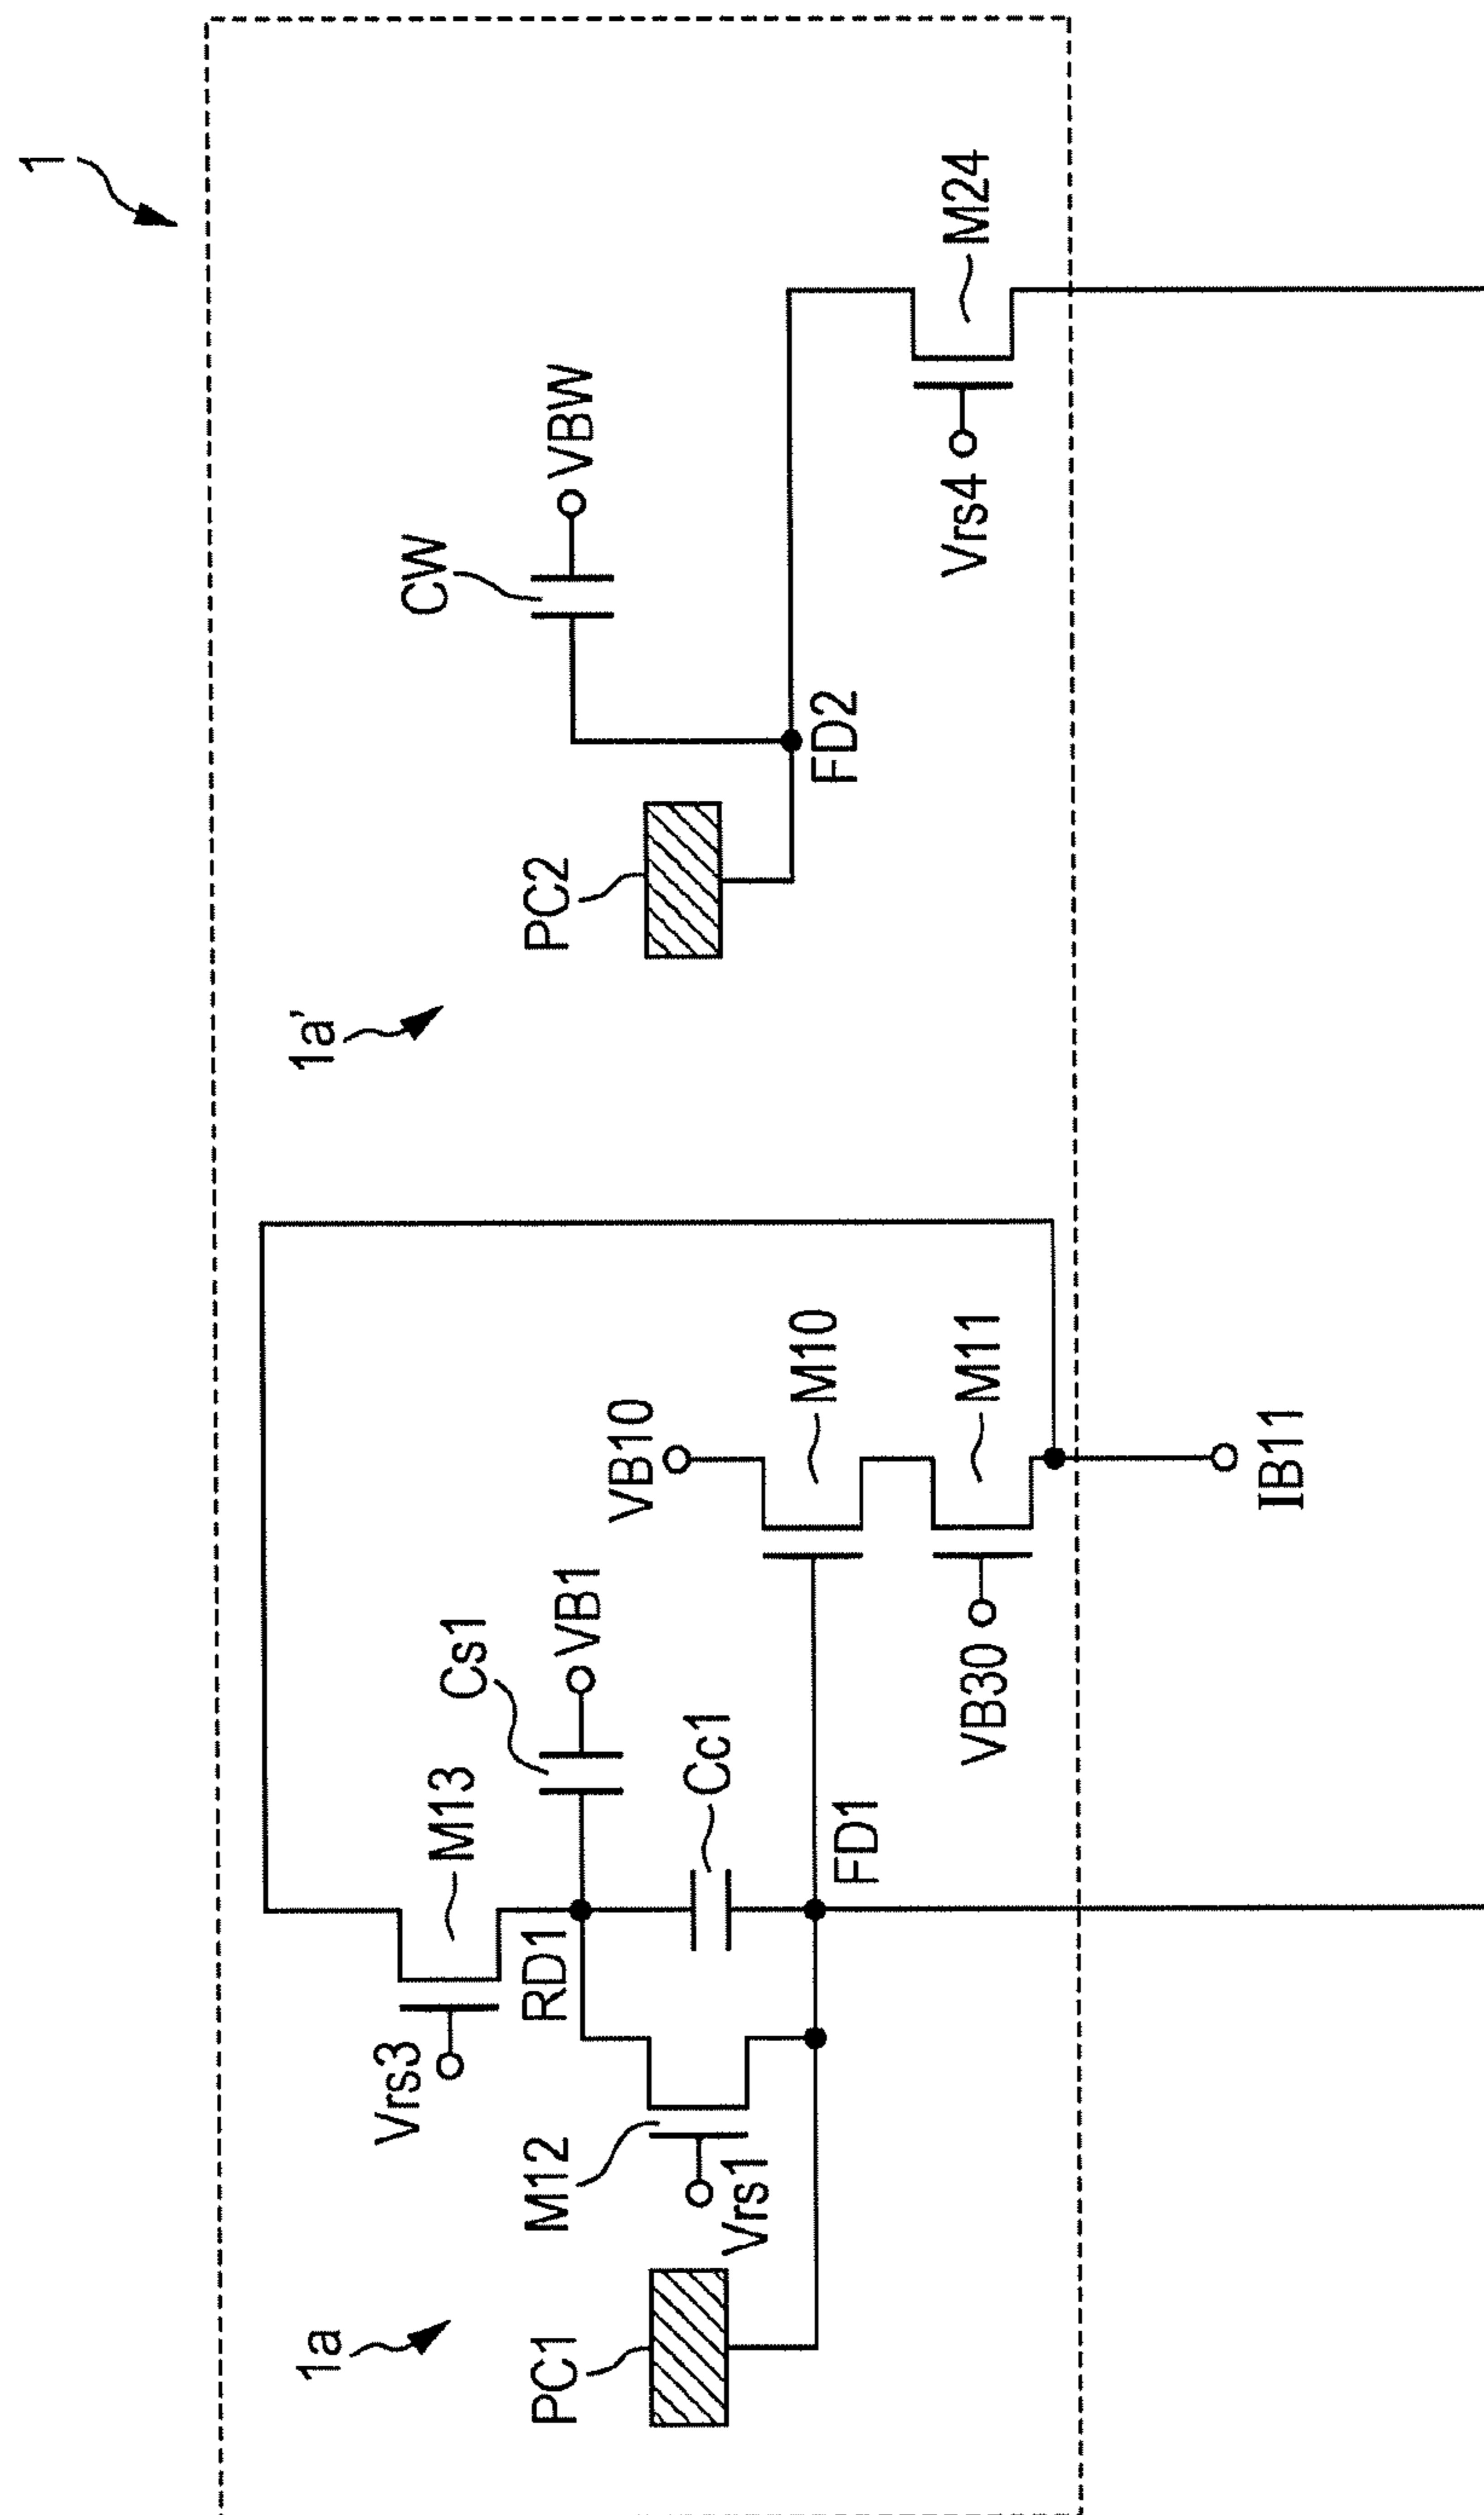 1
1a
1a'
PC1
M12
Vrs1
Vrs3
M13
RD1
Cs1
VB1
Cc1
FD1
VB10
M10
M11
VB30
IB11
PC2
CW
VBW
FD2
Vrs4
M24